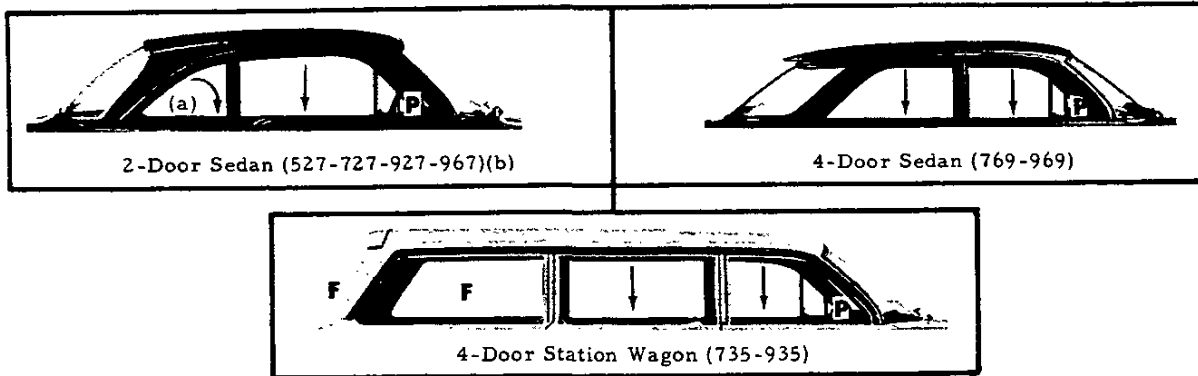 (a)
P
2-Door Sedan (527-727-927-967)(b)
P
4-Door Sedan (769-969)
F
F
P
4-Door Station Wagon (735-935)